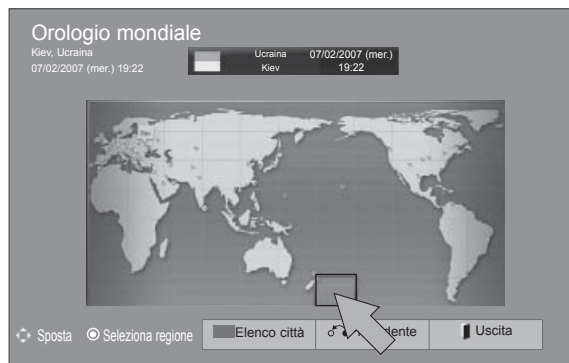 Orologio mondiale
Kiev, Ucraina
07/02/2007 (mer.) 19:22
Ucraina 07/02/2007 (mer.)
Kiev 19:22
Sposta Seleziona regione Elenco città Uscita